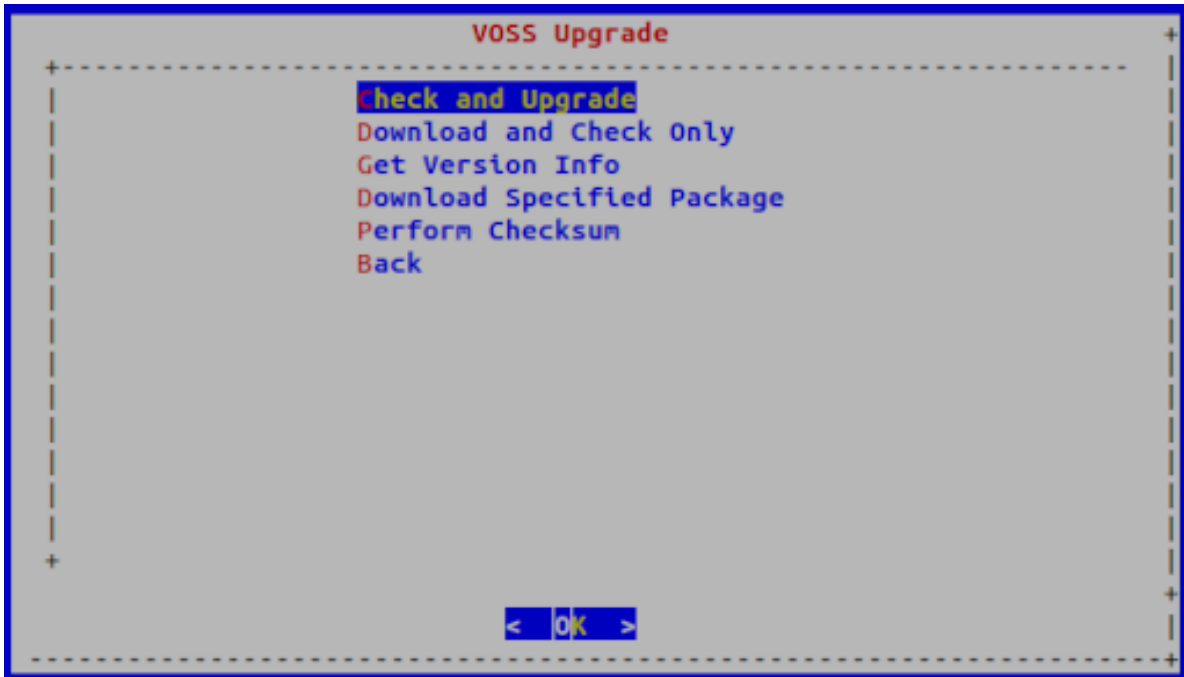 VOSS Upgrade
Check and Upgrade
Download and Check Only
Get Version Info
Download Specified Package
Perform Checksum
Back
< OK >